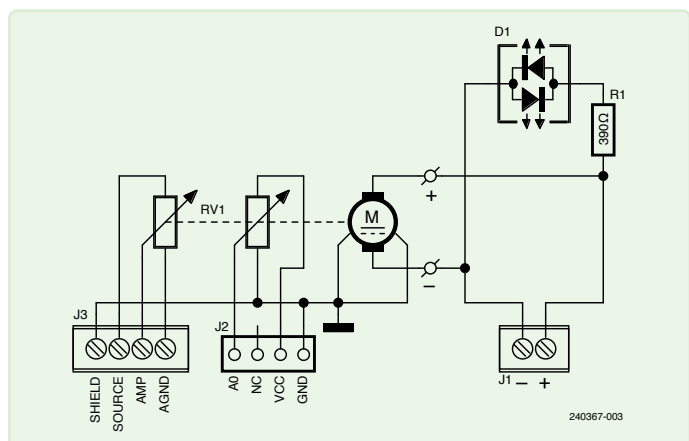 D1
R1
390Ω
+
RV1
M
−
J3
J2
SHIELD
SOURCE
AMP
AGND
A0
NC
VCC
GND
J1 − +
240367-003